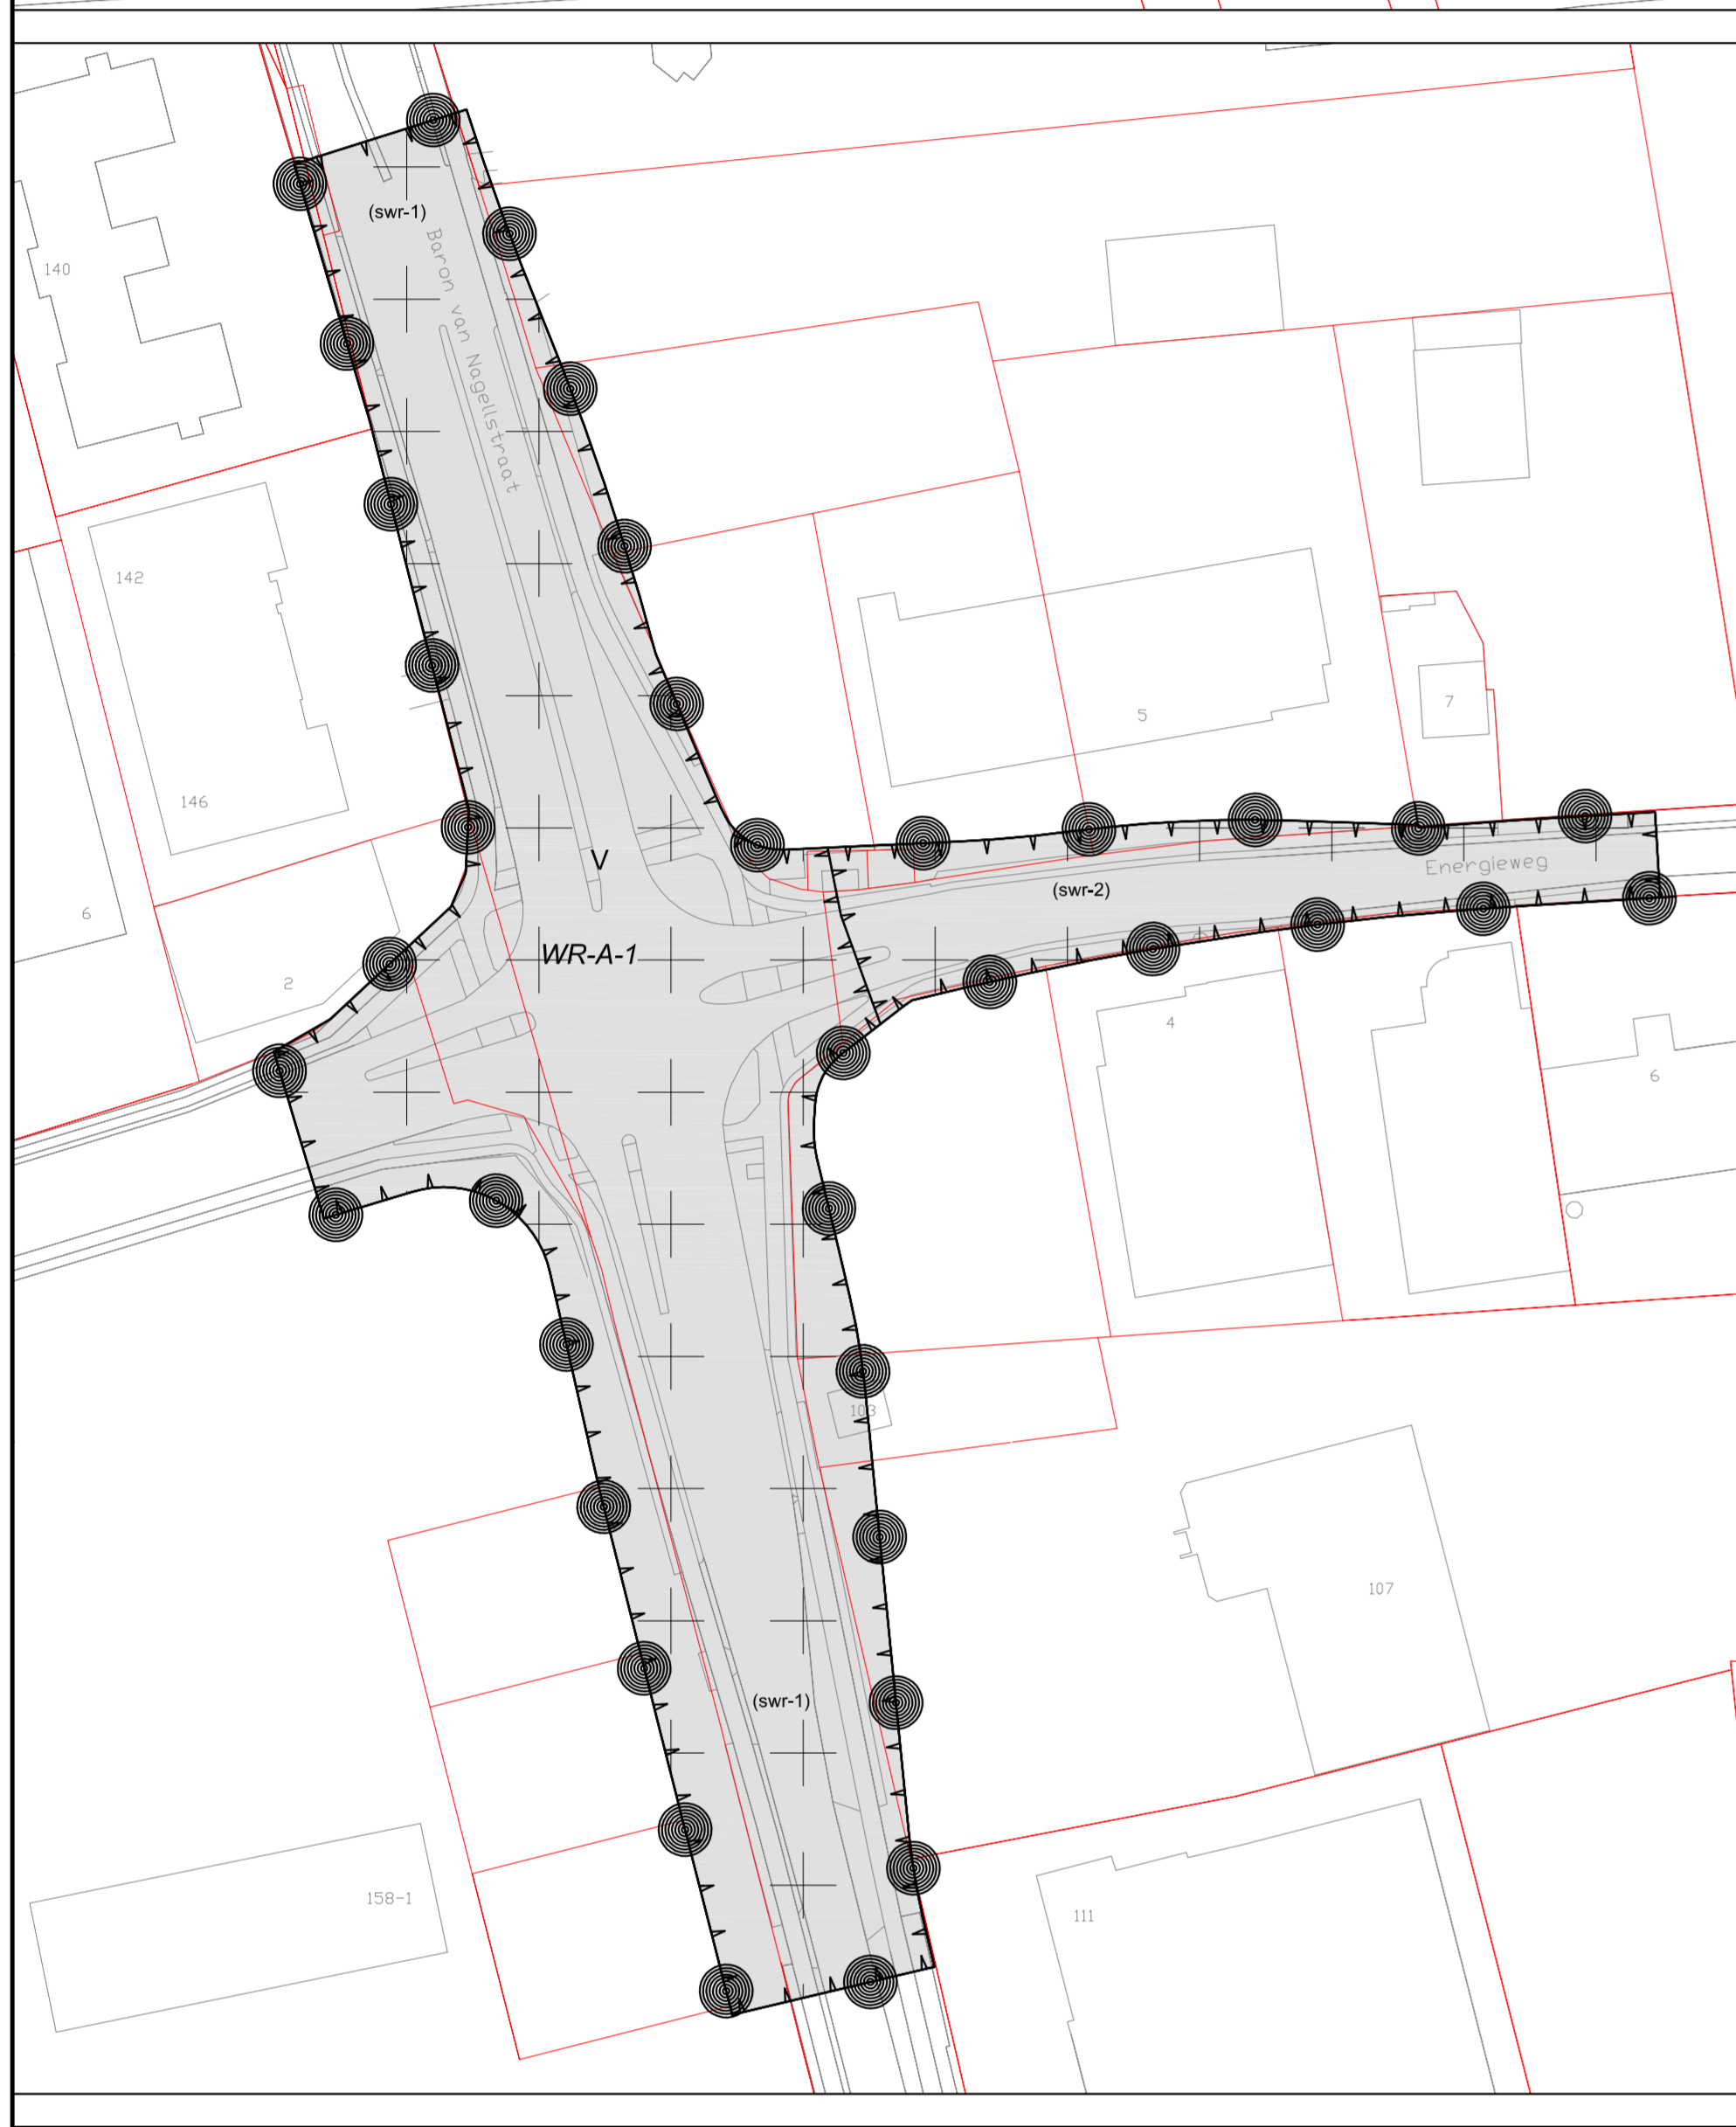 (swr-1)
Baron van Nagellstraat
140
142
7
5
146
V
Energieweg
(swr-2)
6
WR-A-1
2
4
6
103
107
(swr-1)
158-1
111